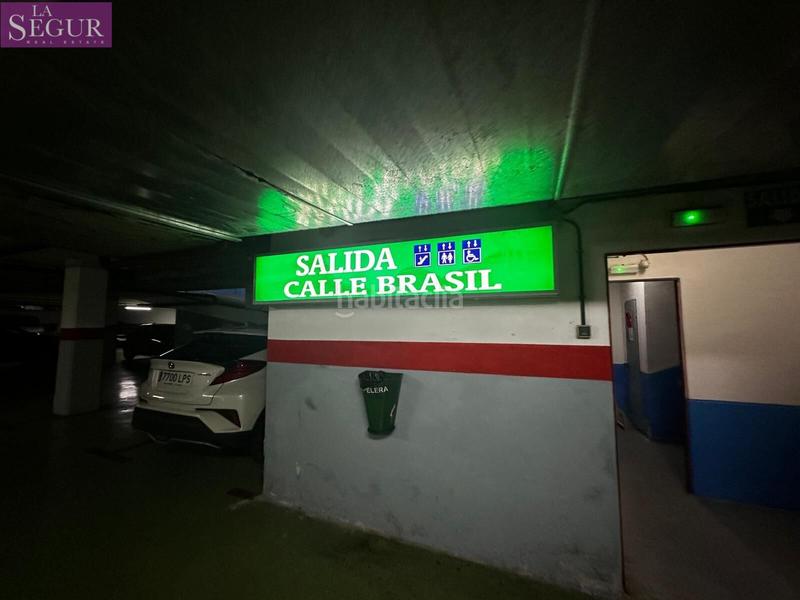 LA
SEGUR
REAL ESTATE
SALIDA
CALLE BRASIL
habitaclia
PELERA
7700 LPS